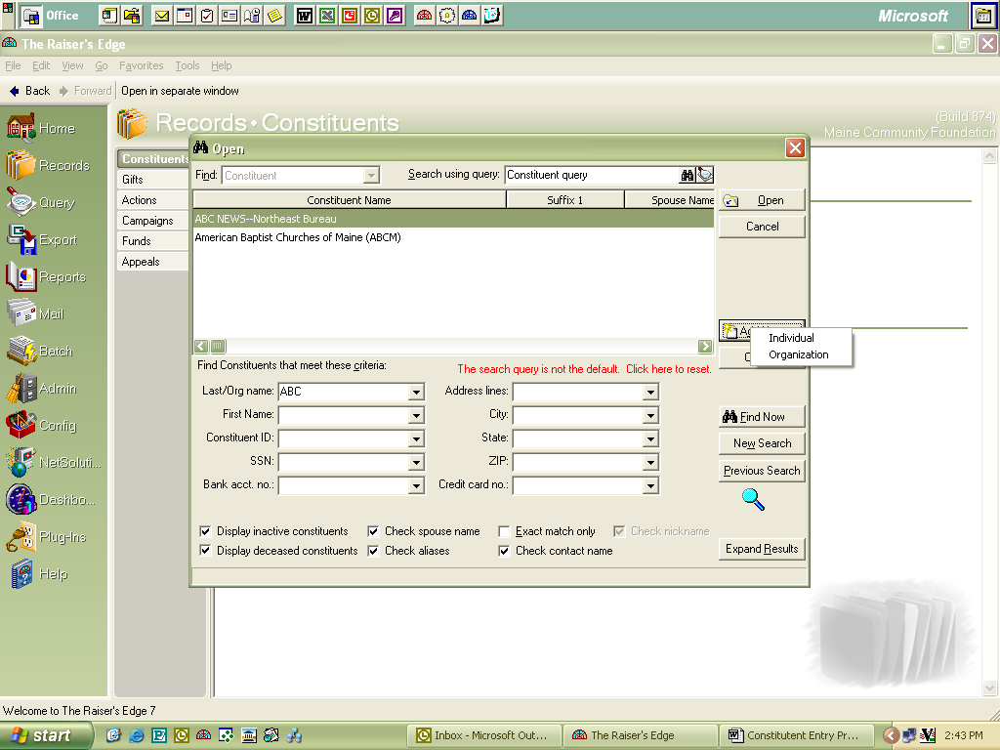 Office
Microsoft
The Raiser's Edge
File Edit View Go Favorites Tools Help
Back Forward Open in separate window
Records • Constituents
(Build 874)
Maine Community Foundation
Home
Records
Query
Export
Reports
Mail
Batch
Admin
Config
NetSoluti...
Dashbo...
Plug-Ins
Help
Constituents
Gifts
Actions
Campaigns
Funds
Appeals
Open
Find: Constituent Search using query: Constituent query
Constituent Name Suffix 1 Spouse Name
ABC NEWS--Northeast Bureau
American Baptist Churches of Maine (ABCM)
Open
Cancel
Individual
Organization
Find Constituents that meet these criteria:
The search query is not the default. Click here to reset.
Last/Org name: ABC Address lines:
First Name: City:
Constituent ID: State:
SSN: ZIP:
Bank acct. no.: Credit card no.:
Find Now
New Search
Previous Search
Display inactive constituents Check spouse name Exact match only Check nickname
Display deceased constituents Check aliases Check contact name
Expand Results
Welcome to The Raiser's Edge 7
start Inbox - Microsoft Out... The Raiser's Edge Constitutent Entry Pr... 2:43 PM